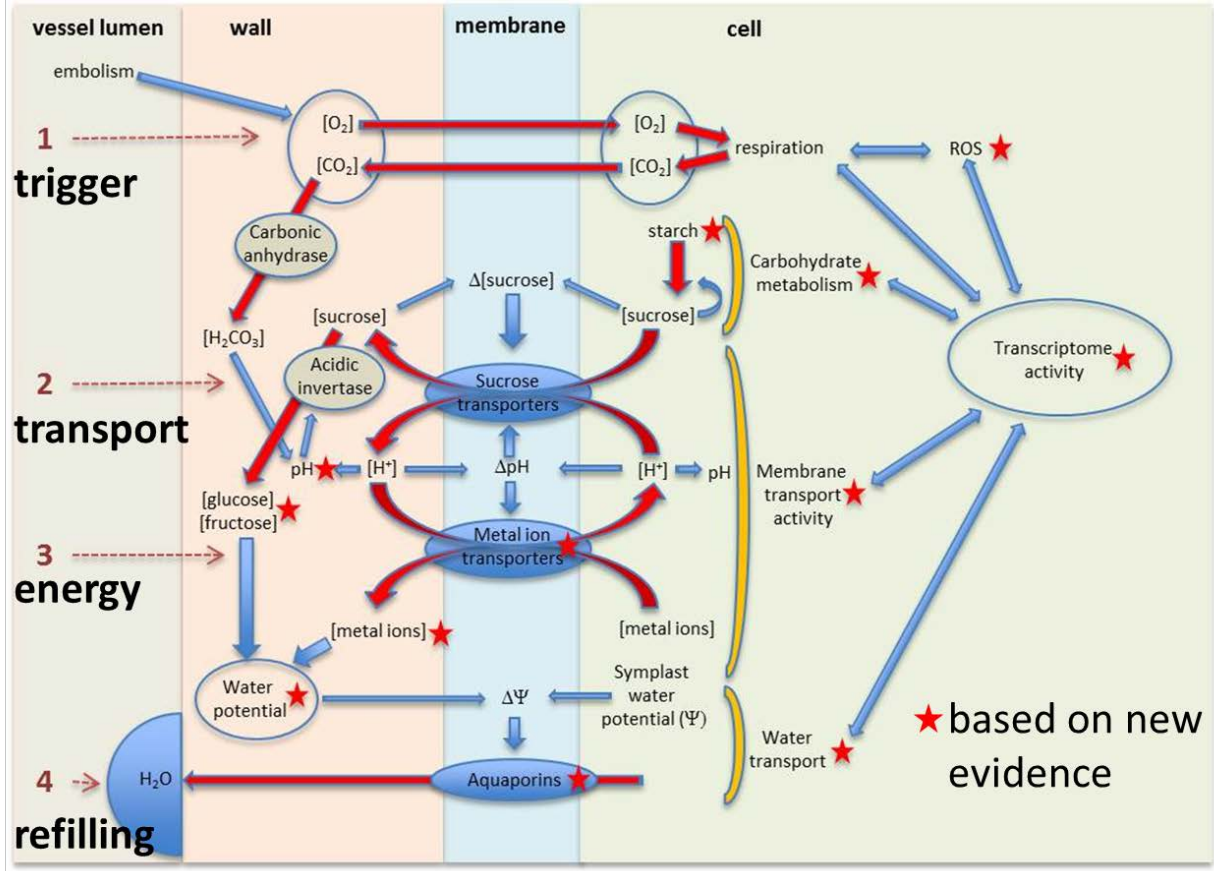 vessel lumen
wall
membrane
cell
embolism
1
trigger
[O₂]
[O₂]
[CO₂]
[CO₂]
respiration
ROS
Carbonic
anhydrase
starch
Carbohydrate
metabolism
Δ[sucrose]
[sucrose]
[sucrose]
[H₂CO₃]
Transcriptome
activity
2
transport
Acidic
invertase
Sucrose
transporters
pH
[H⁺]
ΔpH
[H⁺]
pH
Membrane
transport
activity
[glucose]
[fructose]
3
energy
Metal ion
transporters
[metal ions]
[metal ions]
Water
potential
ΔΨ
Symplast
water
potential (Ψ)
Water
transport
based on new
evidence
4
refilling
H₂O
Aquaporins